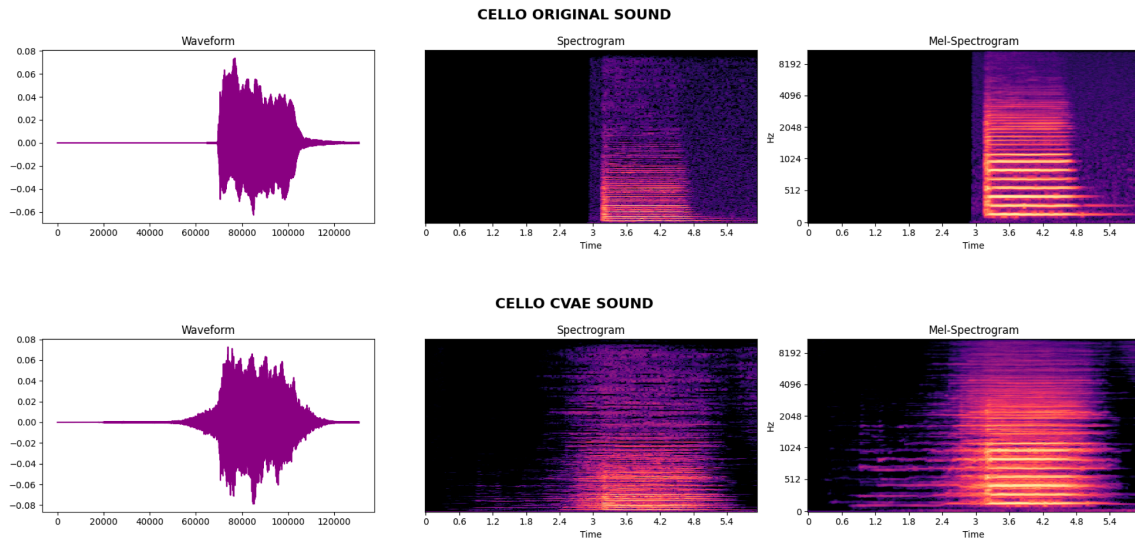 CELLO ORIGINAL SOUND
Waveform
0.08
0.06
0.04
0.02
0.00
−0.02
−0.04
−0.06
0 20000 40000 60000 80000 100000 120000
Spectrogram
0 0.6 1.2 1.8 2.4 3 3.6 4.2 4.8 5.4
Time
Mel-Spectrogram
Hz
8192
4096
2048
1024
512
0
0 0.6 1.2 1.8 2.4 3 3.6 4.2 4.8 5.4
Time
CELLO CVAE SOUND
Waveform
0.08
0.06
0.04
0.02
0.00
−0.02
−0.04
−0.06
−0.08
0 20000 40000 60000 80000 100000 120000
Spectrogram
0 0.6 1.2 1.8 2.4 3 3.6 4.2 4.8 5.4
Time
Mel-Spectrogram
Hz
8192
4096
2048
1024
512
0
0 0.6 1.2 1.8 2.4 3 3.6 4.2 4.8 5.4
Time